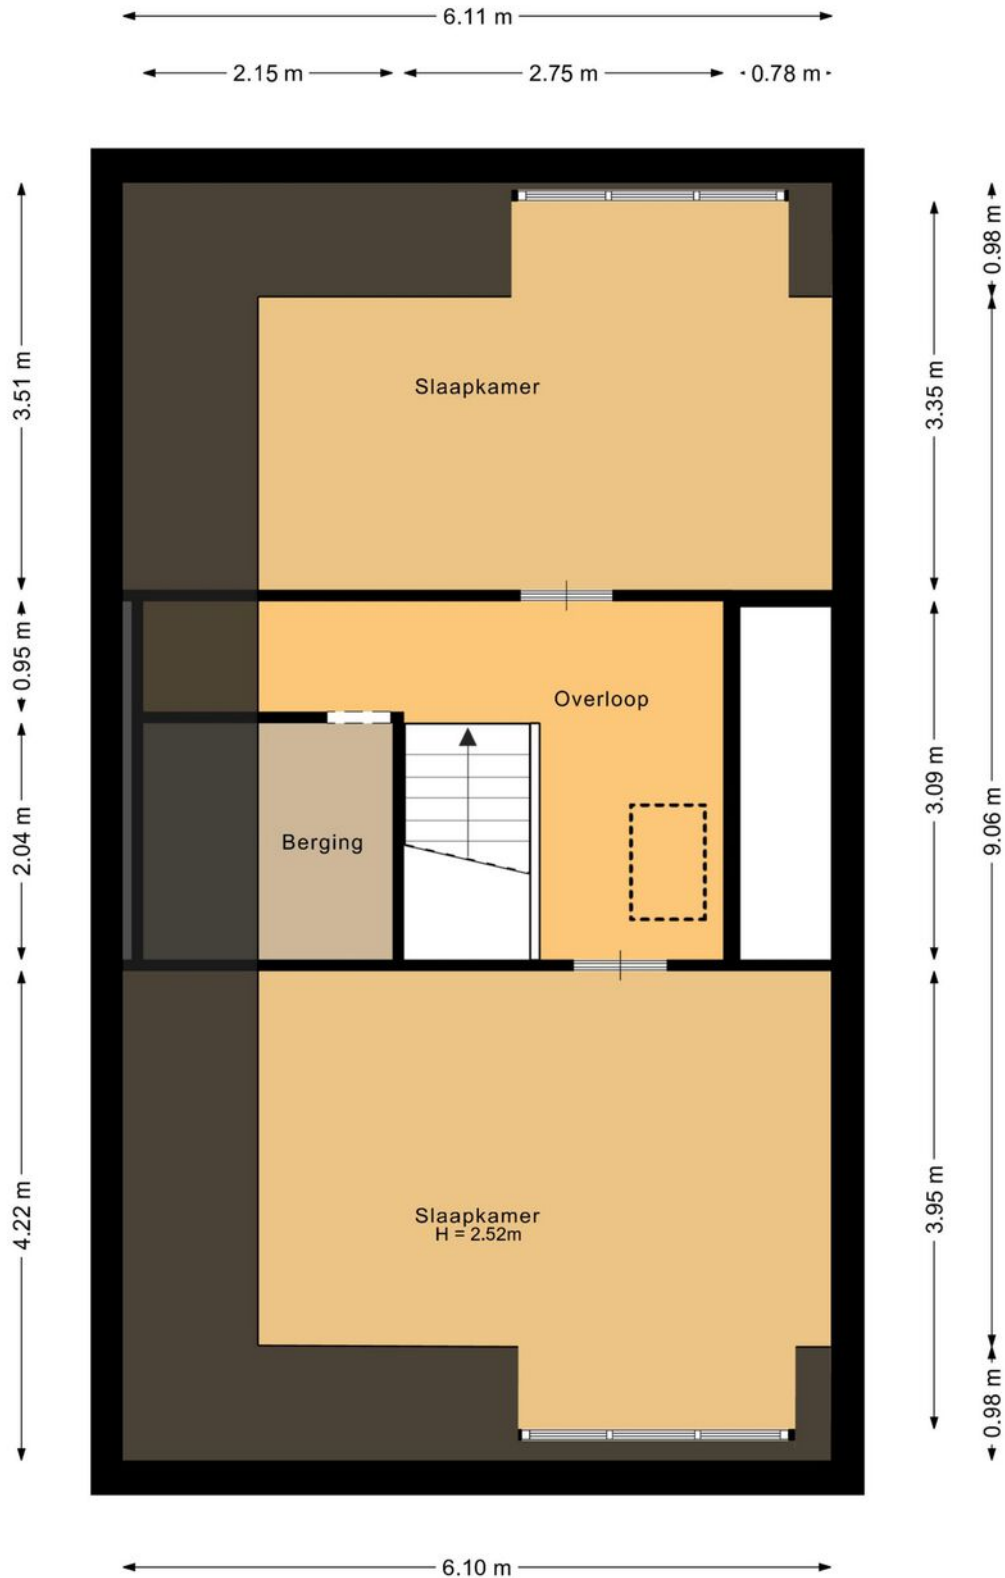 6.11 m
2.15 m
2.75 m
0.78 m
0.98 m
3.51 m
3.35 m
Slaapkamer
0.95 m
Overloop
3.09 m
9.06 m
2.04 m
Berging
4.22 m
3.95 m
Slaapkamer
H = 2.52m
0.98 m
6.10 m